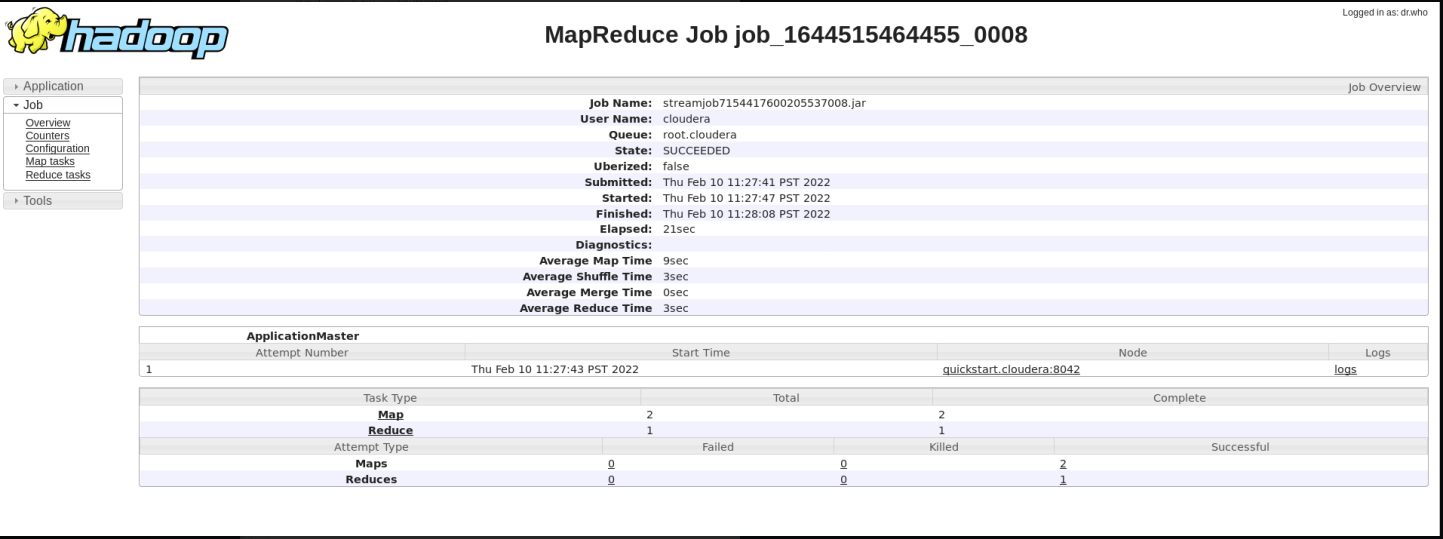 Logged in as: dr.who
hadoop
MapReduce Job job_1644515464455_0008
Application
Job
Overview
Counters
Configuration
Map tasks
Reduce tasks
Tools
Job Overview
Job Name: streamjob7154417600205537008.jar
User Name: cloudera
Queue: root.cloudera
State: SUCCEEDED
Uberized: false
Submitted: Thu Feb 10 11:27:41 PST 2022
Started: Thu Feb 10 11:27:47 PST 2022
Finished: Thu Feb 10 11:28:08 PST 2022
Elapsed: 21sec
Diagnostics:
Average Map Time 9sec
Average Shuffle Time 3sec
Average Merge Time 0sec
Average Reduce Time 3sec
ApplicationMaster
Attempt Number Start Time Node Logs
1 Thu Feb 10 11:27:43 PST 2022 quickstart.cloudera:8042 logs
Task Type Total Complete
Map 2 2
Reduce 1 1
Attempt Type Failed Killed Successful
Maps 0 0 2
Reduces 0 0 1